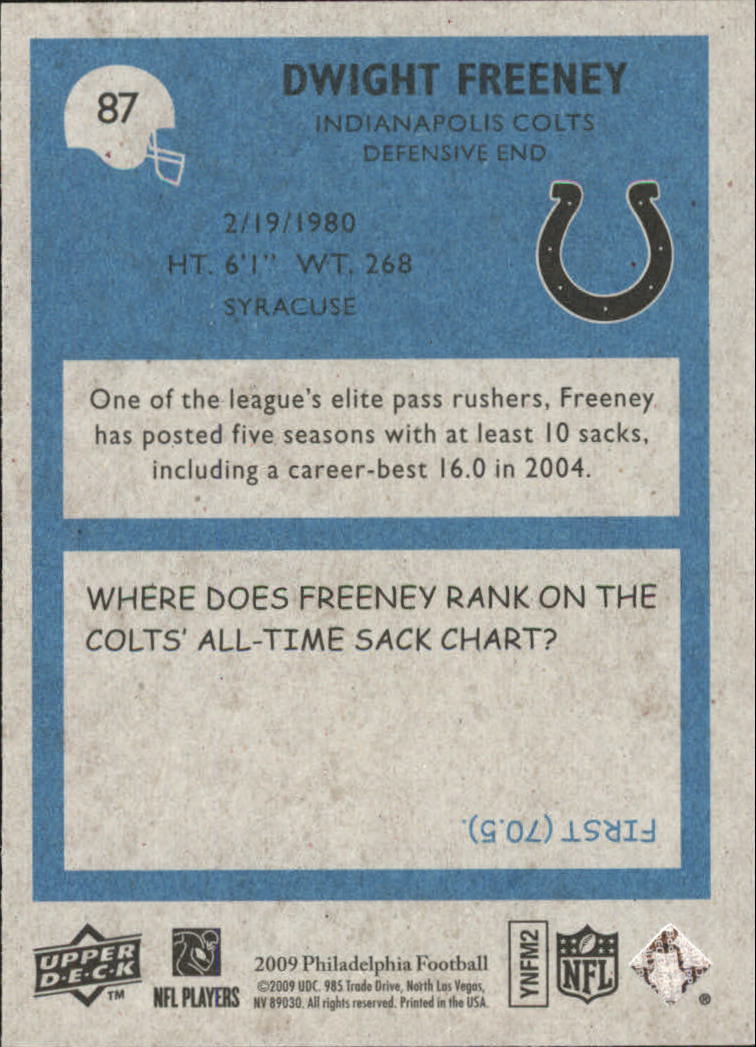 87
DWIGHT FREENEY
INDIANAPOLIS COLTS
DEFENSIVE END
2/19/1980
HT. 6'1" WT. 268
SYRACUSE
One of the league's elite pass rushers, Freeney
has posted five seasons with at least 10 sacks,
including a career-best 16.0 in 2004.
WHERE DOES FREENEY RANK ON THE
COLTS' ALL-TIME SACK CHART?
FIRST (70.5).
UPPER
D·E·C·K
TM
NFL PLAYERS
2009 Philadelphia Football
©2009 UDC. 985 Trade Drive, North Las Vegas,
NV 89030. All rights reserved. Printed in the USA.
YNFM2
NFL
®